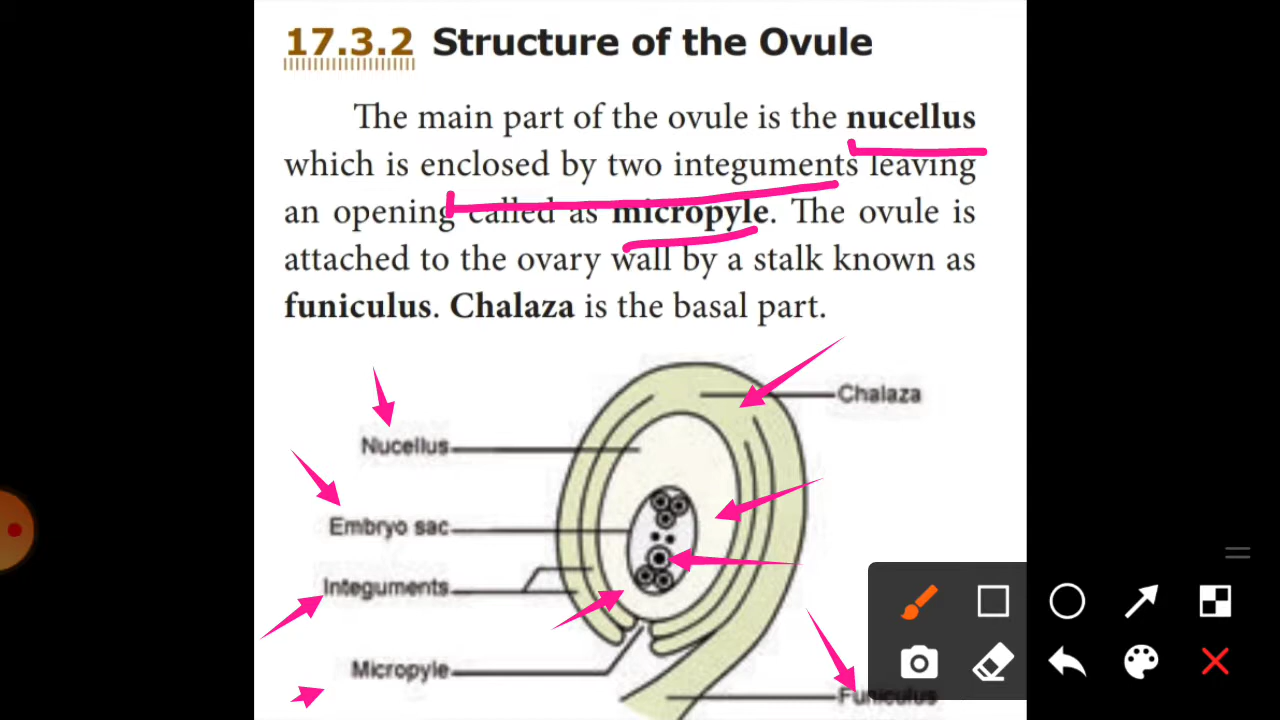 17.3.2 Structure of the Ovule
The main part of the ovule is the nucellus
which is enclosed by two integuments leaving
an opening called as micropyle. The ovule is
attached to the ovary wall by a stalk known as
funiculus. Chalaza is the basal part.
Chalaza
Nucellus
Embryo sac
Integuments
Micropyle
Funiculus